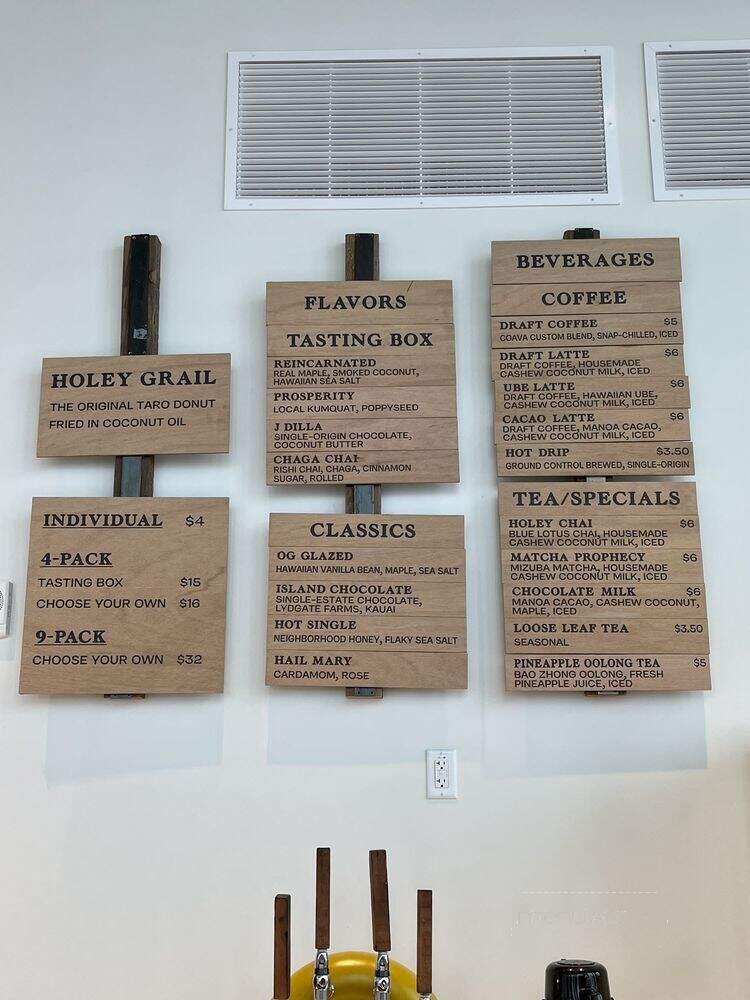 HOLEY GRAIL
THE ORIGINAL TARO DONUT
FRIED IN COCONUT OIL
INDIVIDUAL $4
4-PACK
TASTING BOX $15
CHOOSE YOUR OWN $16
9-PACK
CHOOSE YOUR OWN $32
FLAVORS
TASTING BOX
REINCARNATED
REAL MAPLE, SMOKED COCONUT,
HAWAIIAN SEA SALT
PROSPERITY
LOCAL KUMQUAT, POPPYSEED
J DILLA
SINGLE-ORIGIN CHOCOLATE,
COCONUT BUTTER
CHAGA CHAI
RISHI CHAI, CHAGA, CINNAMON
SUGAR, ROLLED
CLASSICS
OG GLAZED
HAWAIIAN VANILLA BEAN, MAPLE, SEA SALT
ISLAND CHOCOLATE
SINGLE-ESTATE CHOCOLATE,
LYDGATE FARMS, KAUAI
HOT SINGLE
NEIGHBORHOOD HONEY, FLAKY SEA SALT
HAIL MARY
CARDAMOM, ROSE
BEVERAGES
COFFEE
DRAFT COFFEE $5
COAVA CUSTOM BLEND, SNAP-CHILLED, ICED
DRAFT LATTE $6
DRAFT COFFEE, HOUSEMADE
CASHEW COCONUT MILK, ICED
UBE LATTE $6
DRAFT COFFEE, HAWAIIAN UBE,
CASHEW COCONUT MILK, ICED
CACAO LATTE $6
DRAFT COFFEE, MANOA CACAO,
CASHEW COCONUT MILK, ICED
HOT DRIP $3.50
GROUND CONTROL BREWED, SINGLE-ORIGIN
TEA/SPECIALS
HOLEY CHAI $6
BLUE LOTUS CHAI, HOUSEMADE
CASHEW COCONUT MILK, ICED
MATCHA PROPHECY $6
MIZUBA MATCHA, HOUSEMADE
CASHEW COCONUT MILK, ICED
CHOCOLATE MILK $6
MANOA CACAO, CASHEW COCONUT,
MAPLE, ICED
LOOSE LEAF TEA $3.50
SEASONAL
PINEAPPLE OOLONG TEA $5
BAO ZHONG OOLONG, FRESH
PINEAPPLE JUICE, ICED